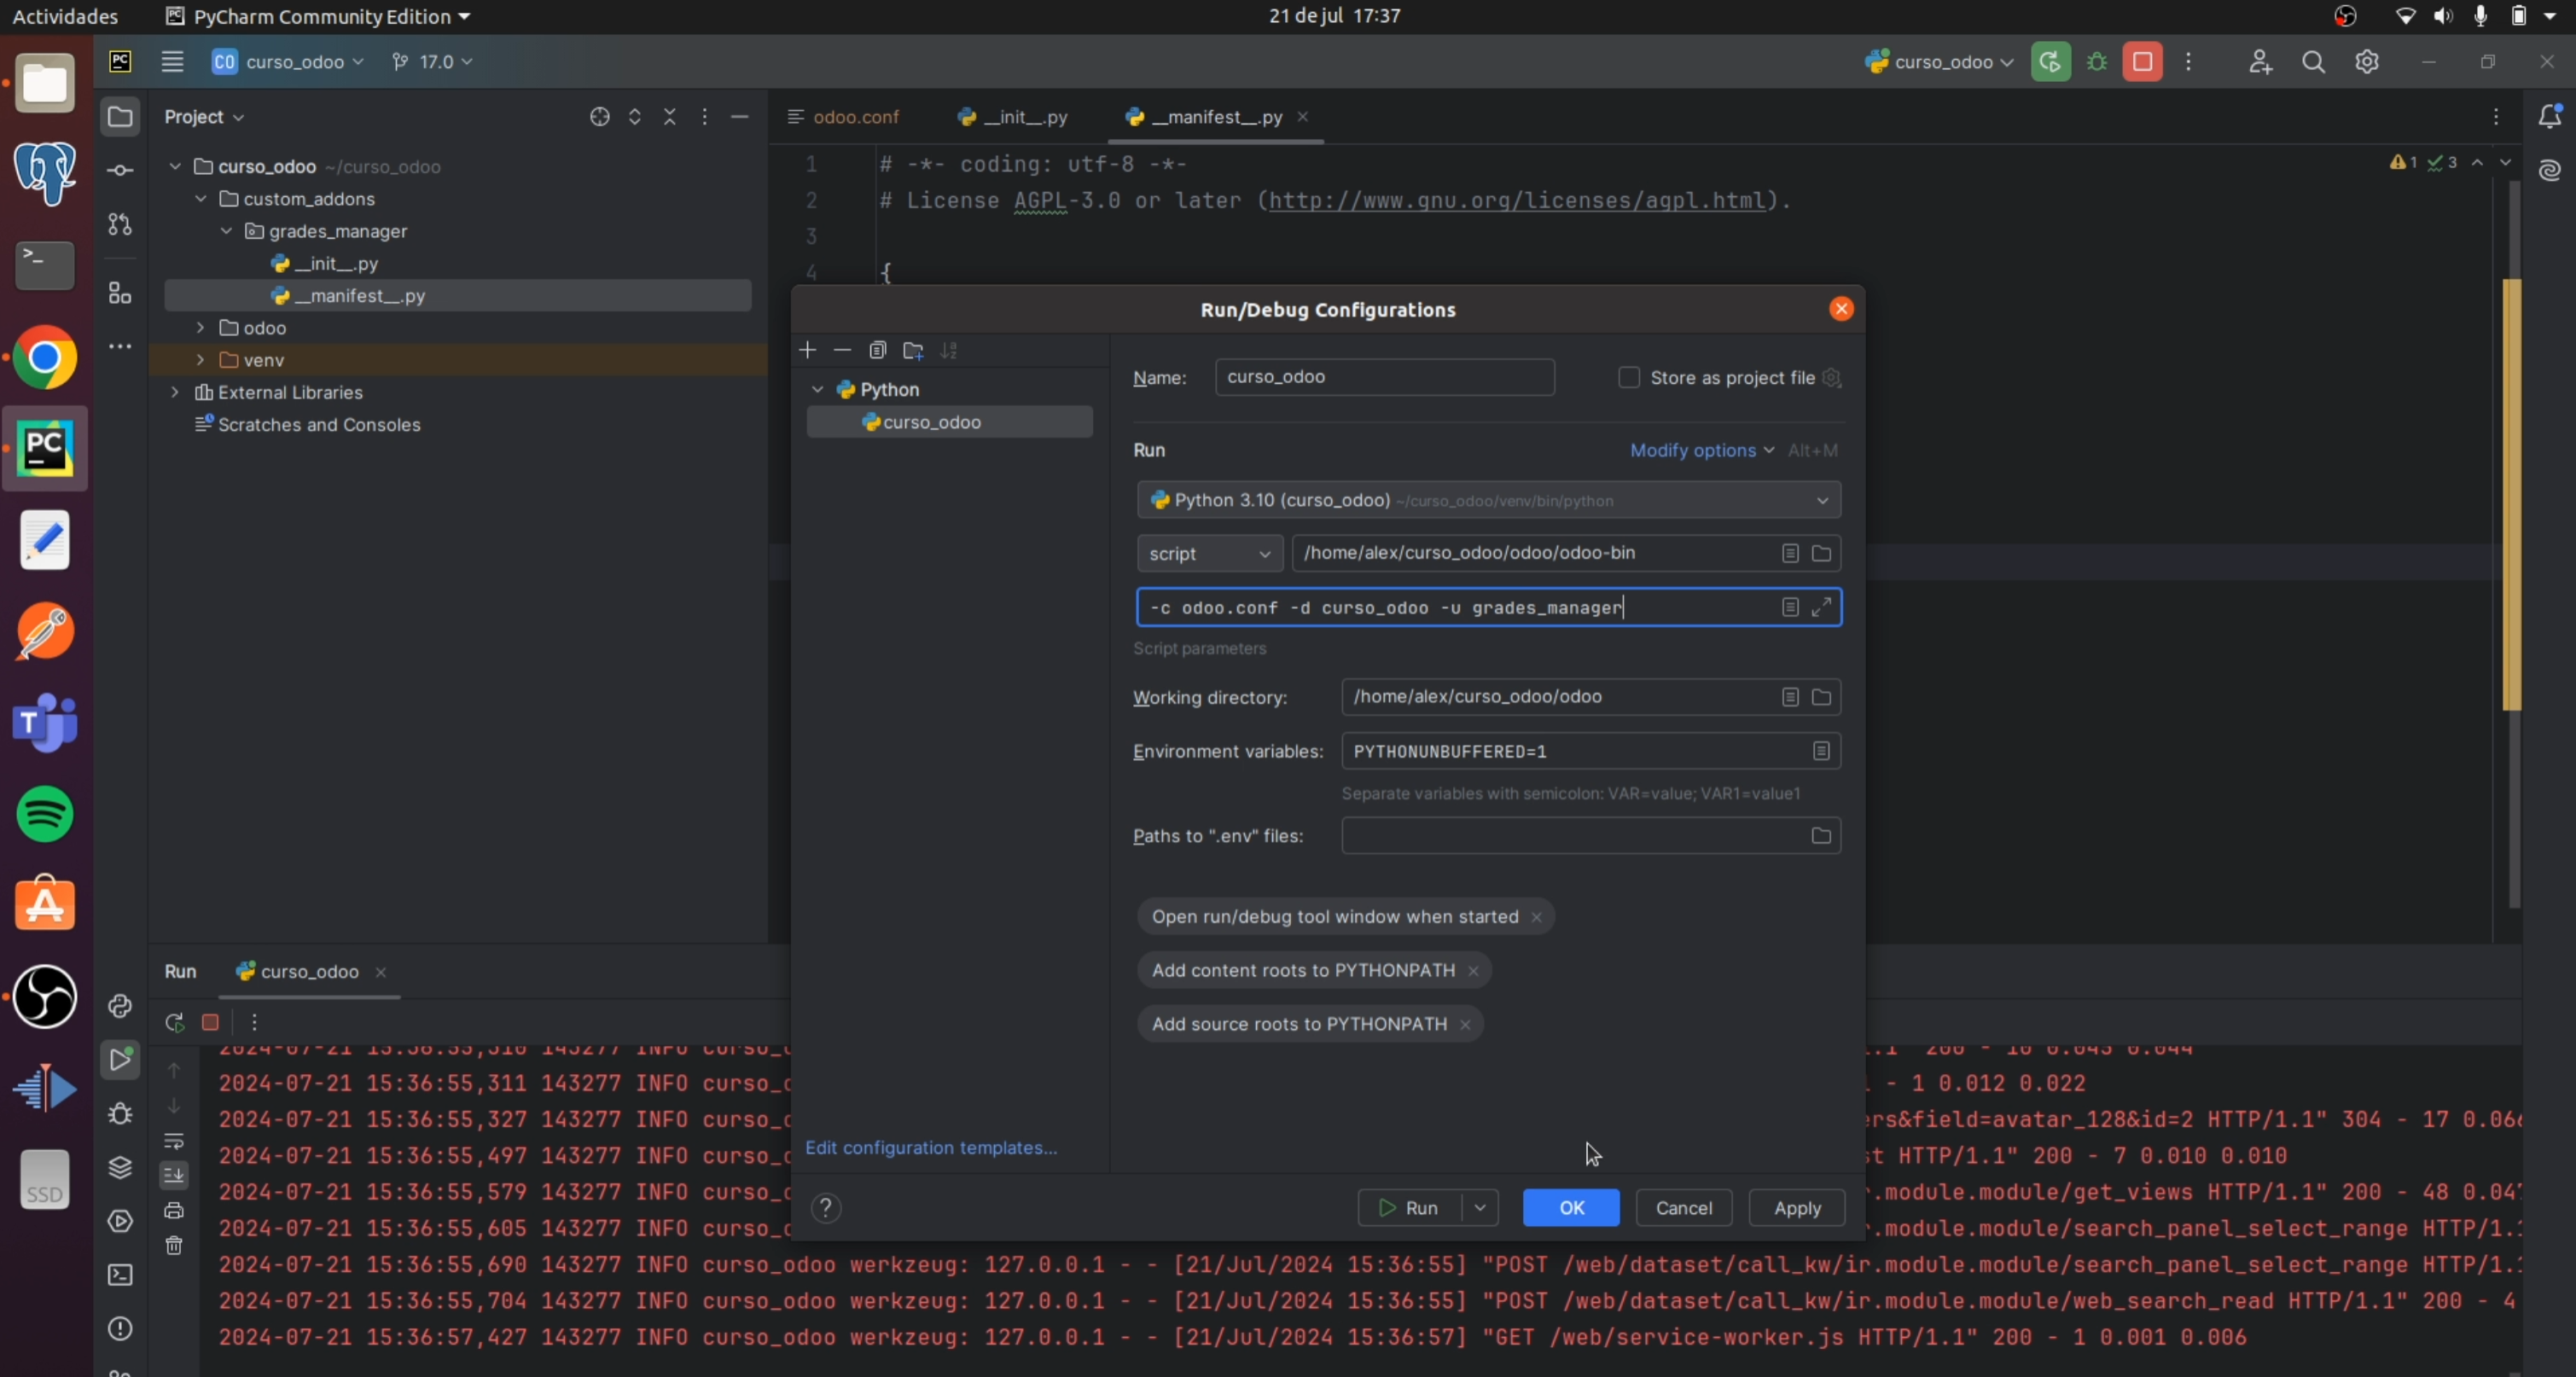 Actividades
PyCharm Community Edition
21 de jul 17:37
PC
CO curso_odoo
17.0
curso_odoo
Project
odoo.conf
__init__.py
__manifest__.py
curso_odoo ~/curso_odoo
custom_addons
grades_manager
__init__.py
__manifest__.py
odoo
venv
External Libraries
Scratches and Consoles
1 # -*- coding: utf-8 -*-
2 # License AGPL-3.0 or later (http://www.gnu.org/licenses/agpl.html).
3
4 {
1 3
Run/Debug Configurations
Python
curso_odoo
Edit configuration templates...
Name: curso_odoo
Store as project file
Run
Modify options Alt+M
Python 3.10 (curso_odoo) ~/curso_odoo/venv/bin/python
script /home/alex/curso_odoo/odoo/odoo-bin
-c odoo.conf -d curso_odoo -u grades_manager
Script parameters
Working directory: /home/alex/curso_odoo/odoo
Environment variables: PYTHONUNBUFFERED=1
Separate variables with semicolon: VAR=value; VAR1=value1
Paths to ".env" files:
Open run/debug tool window when started
Add content roots to PYTHONPATH
Add source roots to PYTHONPATH
? Run OK Cancel Apply
PC
T
SSD
Run curso_odoo
2024-07-21 15:36:55,311 143277 INFO curso_o - 1 0.012 0.022
2024-07-21 15:36:55,327 143277 INFO curso_o ers&field=avatar_128&id=2 HTTP/1.1" 304 - 17 0.066
2024-07-21 15:36:55,497 143277 INFO curso_o st HTTP/1.1" 200 - 7 0.010 0.010
2024-07-21 15:36:55,579 143277 INFO curso_o r.module.module/get_views HTTP/1.1" 200 - 48 0.047
2024-07-21 15:36:55,605 143277 INFO curso_o r.module.module/search_panel_select_range HTTP/1.1
2024-07-21 15:36:55,690 143277 INFO curso_odoo werkzeug: 127.0.0.1 - - [21/Jul/2024 15:36:55] "POST /web/dataset/call_kw/ir.module.module/search_panel_select_range HTTP/1.1
2024-07-21 15:36:55,704 143277 INFO curso_odoo werkzeug: 127.0.0.1 - - [21/Jul/2024 15:36:55] "POST /web/dataset/call_kw/ir.module.module/web_search_read HTTP/1.1" 200 - 4
2024-07-21 15:36:57,427 143277 INFO curso_odoo werkzeug: 127.0.0.1 - - [21/Jul/2024 15:36:57] "GET /web/service-worker.js HTTP/1.1" 200 - 1 0.001 0.006